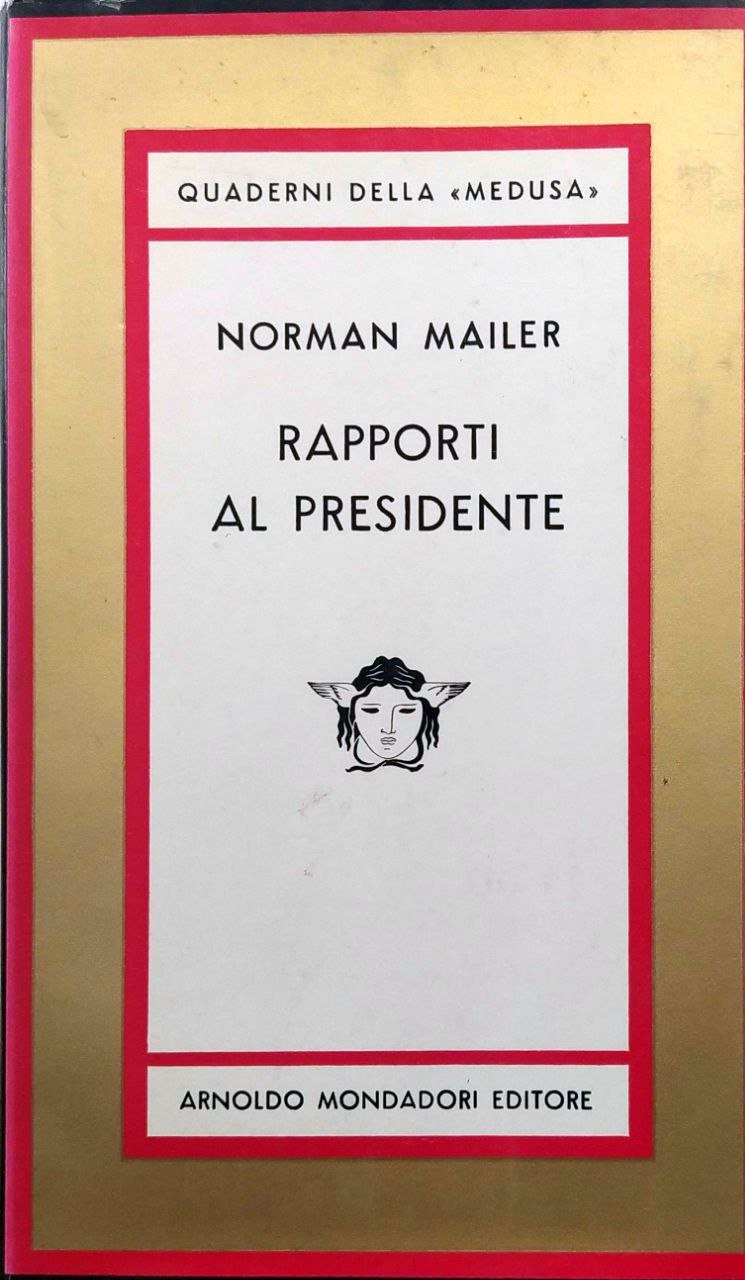 QUADERNI DELLA «MEDUSA»
NORMAN MAILER
RAPPORTI
AL PRESIDENTE
ARNOLDO MONDADORI EDITORE